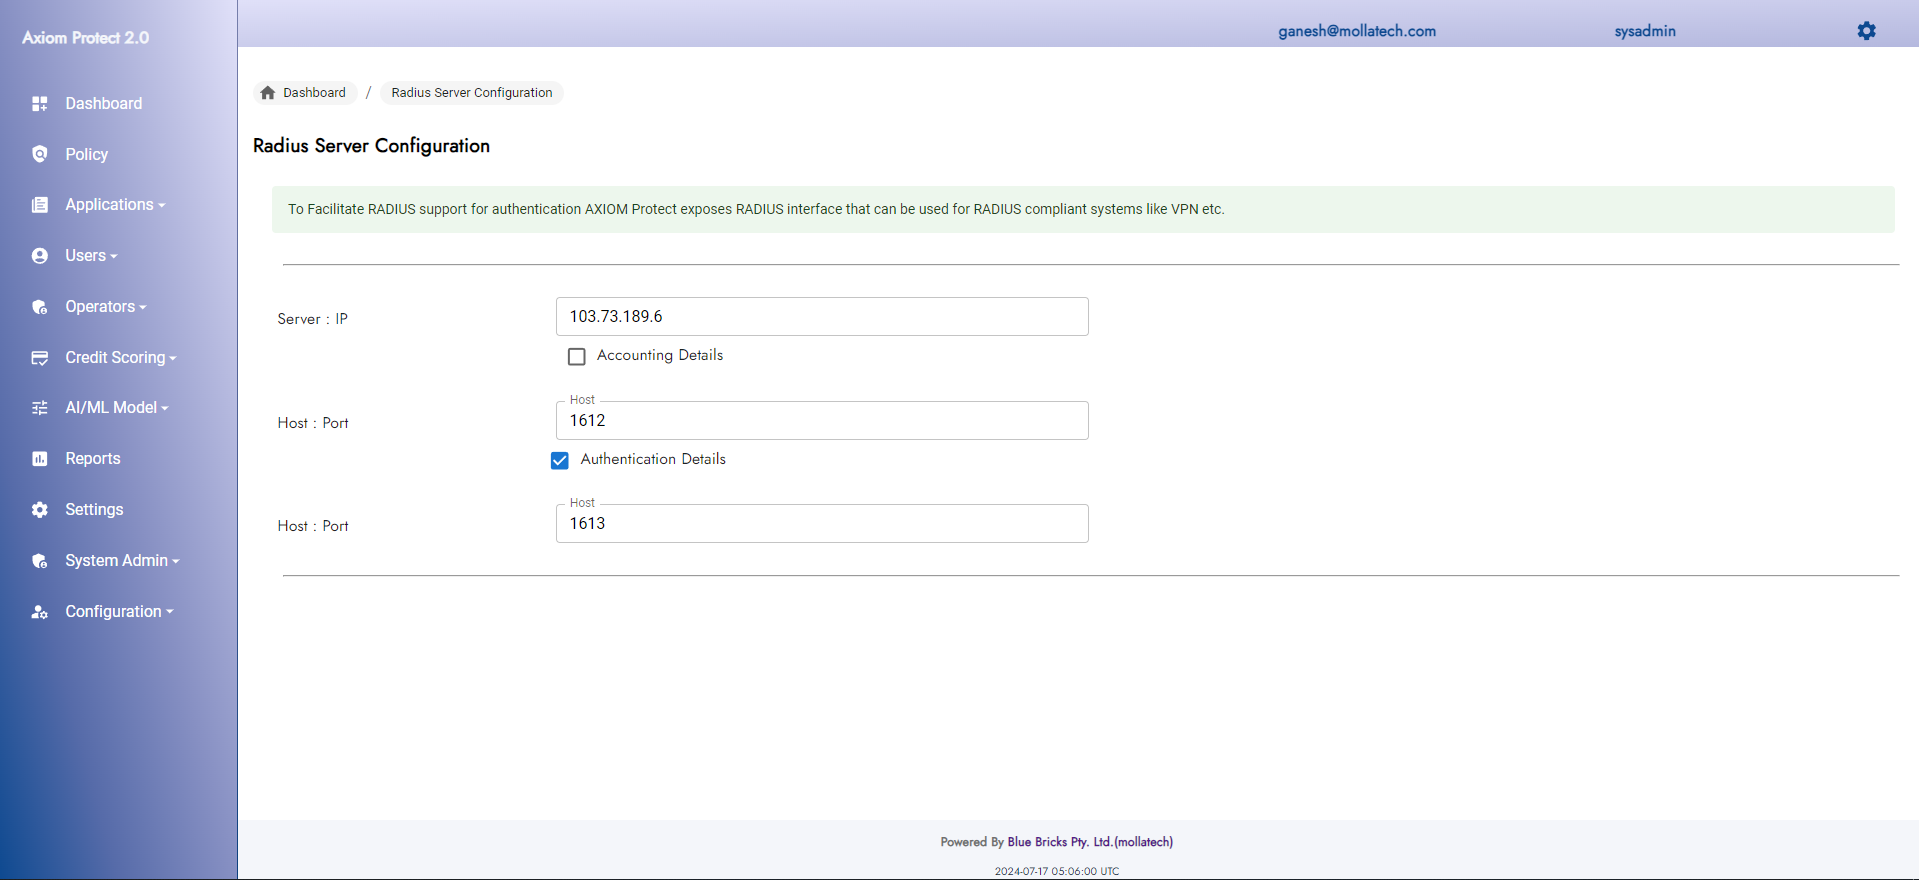 Axiom Protect 2.0
ganesh@mollatech.com sysadmin
Dashboard
Policy
Applications
Users
Operators
Credit Scoring
AI/ML Model
Reports
Settings
System Admin
Configuration
Dashboard / Radius Server Configuration
Radius Server Configuration
To Facilitate RADIUS support for authentication AXIOM Protect exposes RADIUS interface that can be used for RADIUS compliant systems like VPN etc.
Server : IP
103.73.189.6
Accounting Details
Host : Port
Host
1612
Authentication Details
Host : Port
Host
1613
Powered By Blue Bricks Pty. Ltd.(mollatech)
2024-07-17 05:06:00 UTC